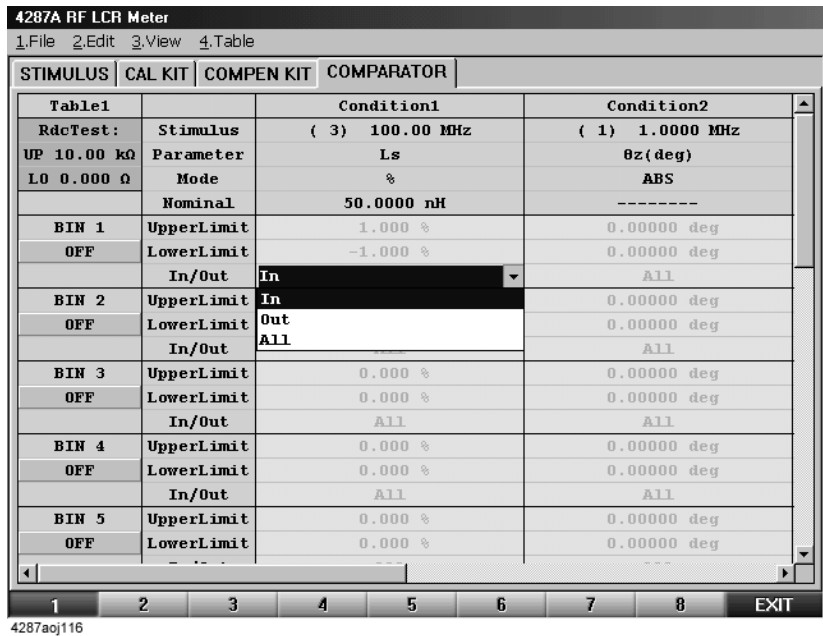 4287A RF LCR Meter
1.File 2.Edit 3.View 4.Table
STIMULUS CAL KIT COMPEN KIT COMPARATOR
Table1 Condition1 Condition2
RdcTest: Stimulus ( 3) 100.00 MHz ( 1) 1.0000 MHz
UP 10.00 kΩ Parameter Ls θz(deg)
LO 0.000 Ω Mode % ABS
Nominal 50.0000 nH --------
BIN 1 UpperLimit 1.000 % 0.00000 deg
OFF LowerLimit -1.000 % 0.00000 deg
In/Out In All
BIN 2 UpperLimit In 0.00000 deg
OFF LowerLimit Out 0.00000 deg
In/Out All All
BIN 3 UpperLimit 0.000 % 0.00000 deg
OFF LowerLimit 0.000 % 0.00000 deg
In/Out All All
BIN 4 UpperLimit 0.000 % 0.00000 deg
OFF LowerLimit 0.000 % 0.00000 deg
In/Out All All
BIN 5 UpperLimit 0.000 % 0.00000 deg
OFF LowerLimit 0.000 % 0.00000 deg
1 2 3 4 5 6 7 8 EXIT
4287aoj116